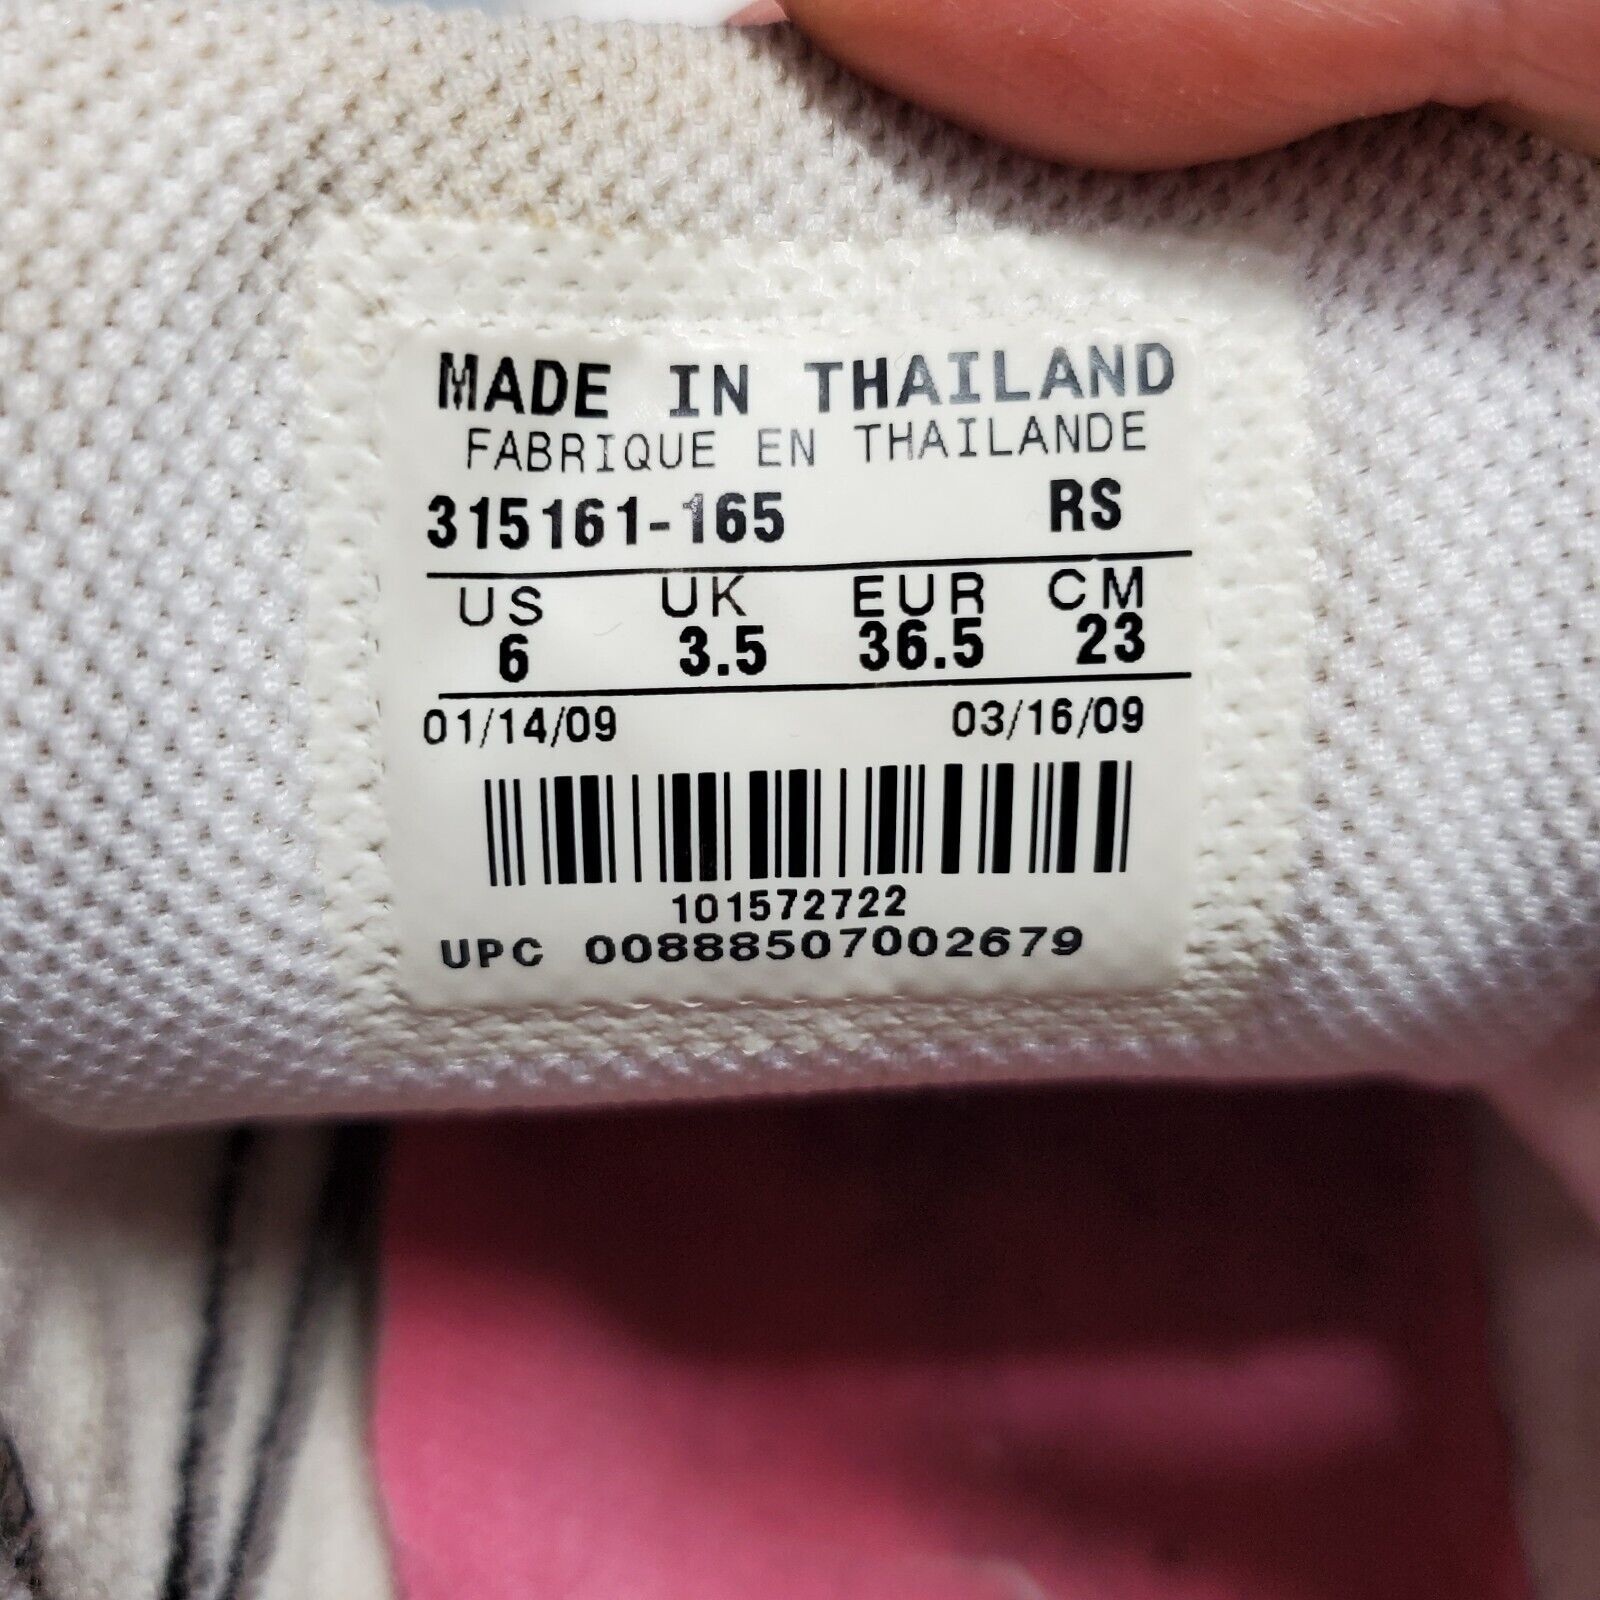 MADE IN THAILAND
FABRIQUE EN THAILANDE
315161-165 RS
US UK EUR CM
6 3.5 36.5 23
01/14/09 03/16/09
101572722
UPC 00888507002679